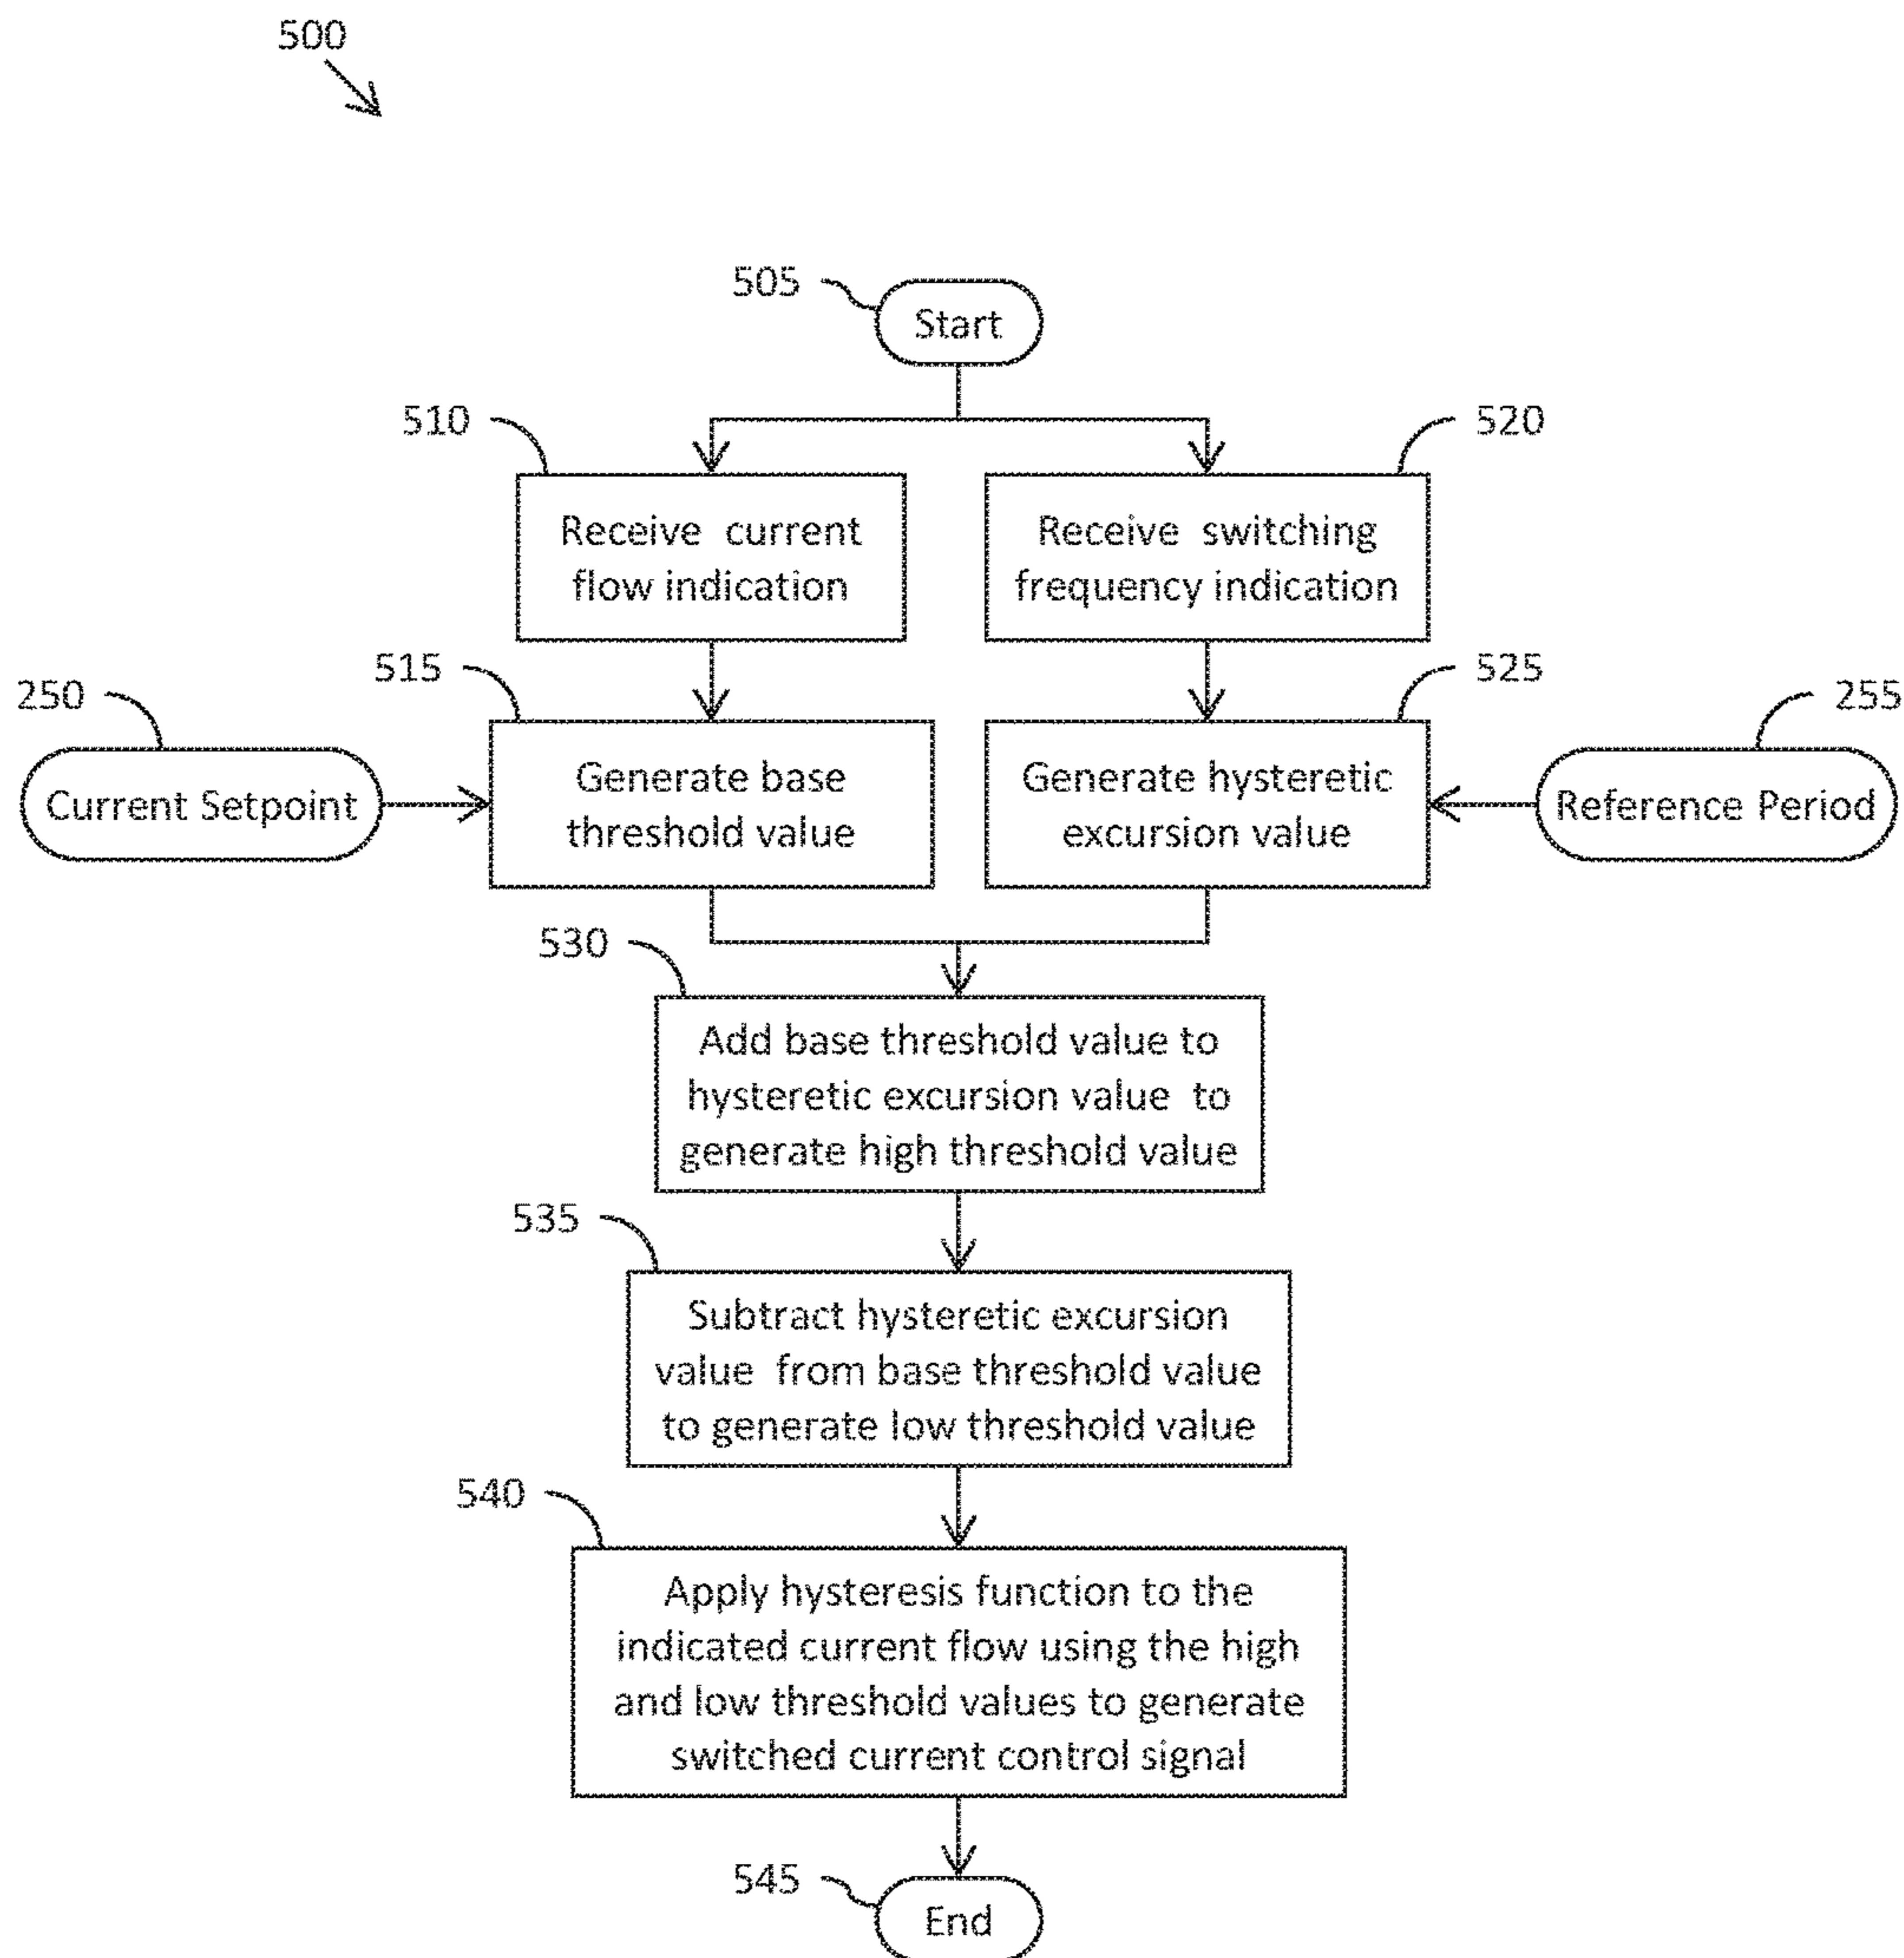 500
505
Start
510
520
Receive current
flow indication
Receive switching
frequency indication
515
525
250
255
Current Setpoint
Generate base
threshold value
Generate hysteretic
excursion value
Reference Period
530
Add base threshold value to
hysteretic excursion value to
generate high threshold value
535
Subtract hysteretic excursion
value from base threshold value
to generate low threshold value
540
Apply hysteresis function to the
indicated current flow using the high
and low threshold values to generate
switched current control signal
545
End